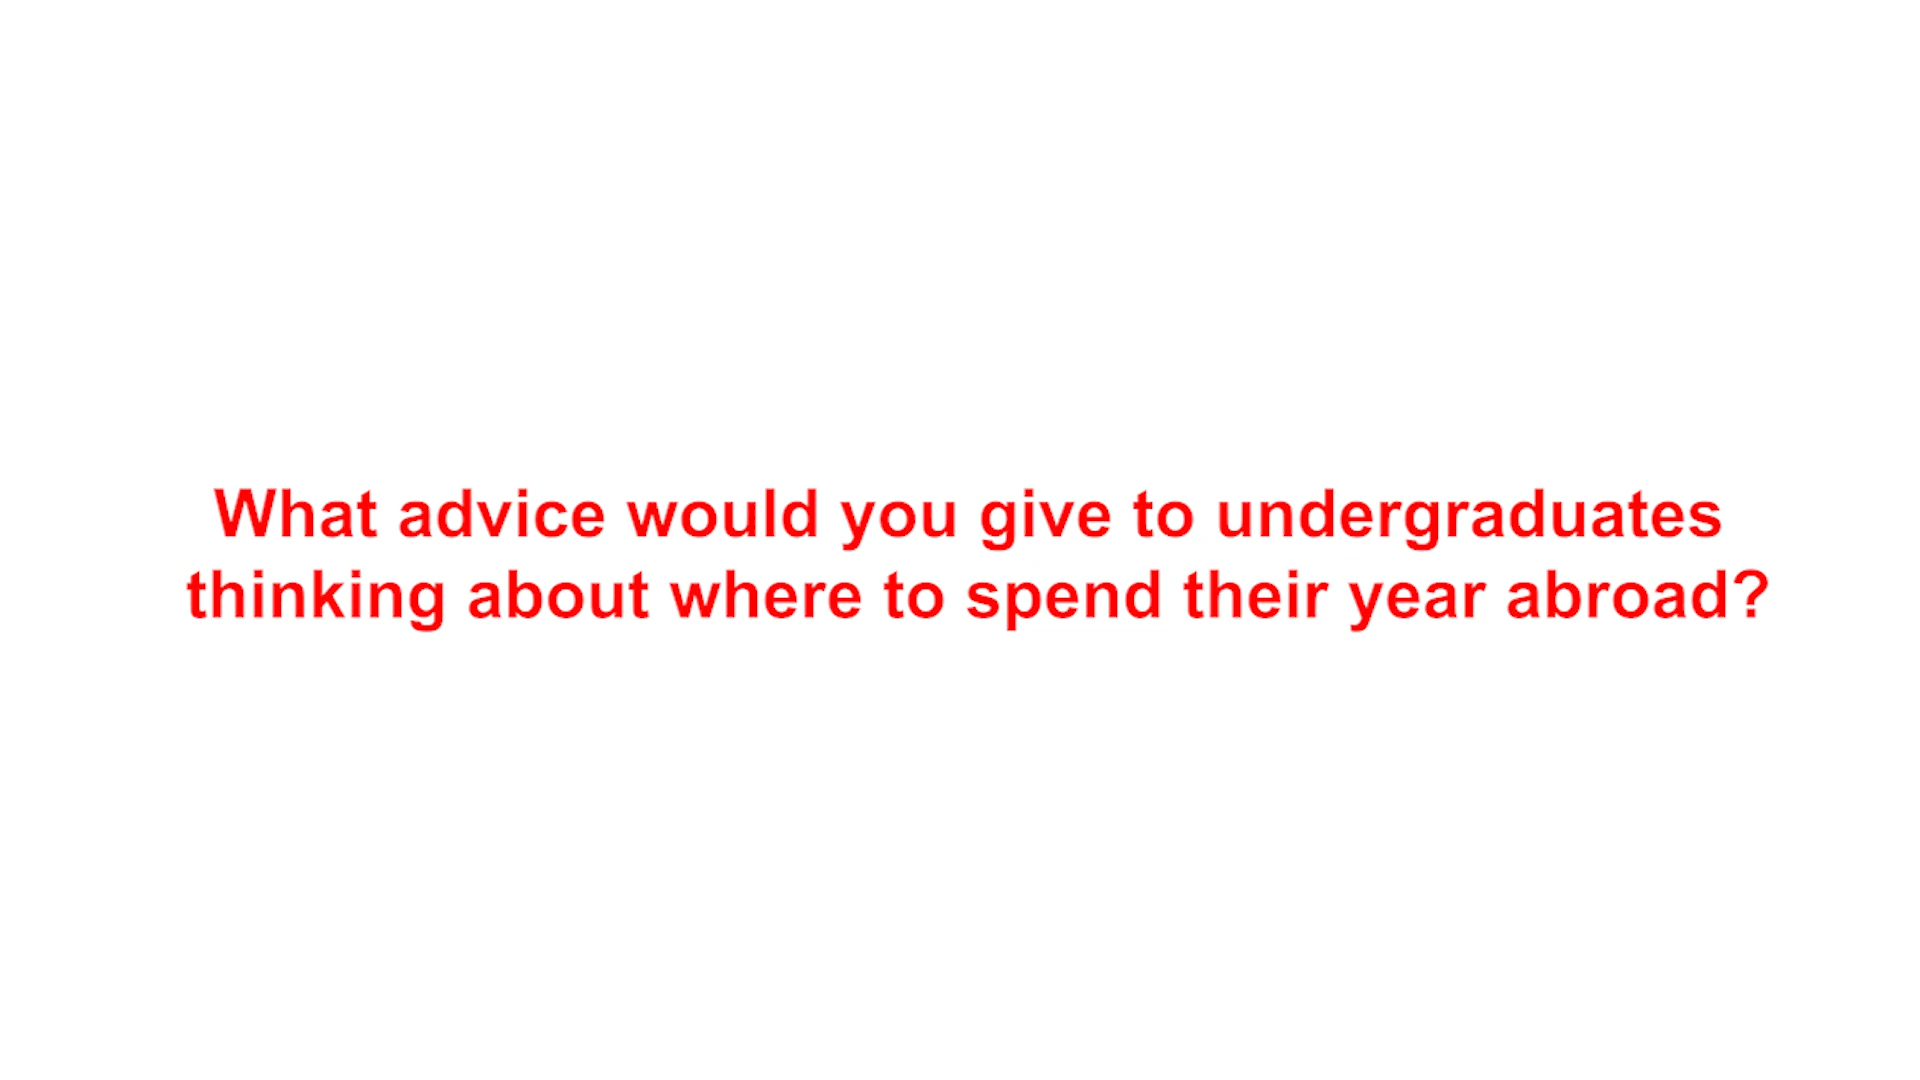 What advice would you give to undergraduates
thinking about where to spend their year abroad?